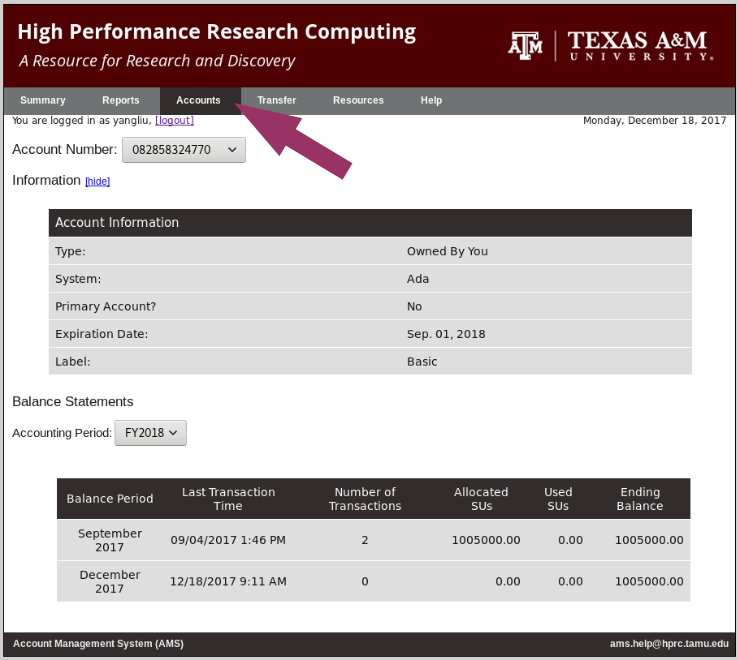 High Performance Research Computing
A Resource for Research and Discovery
ATM TEXAS A&M
UNIVERSITY.
Summary Reports Accounts Transfer Resources Help
You are logged in as yangliu, [logout] Monday, December 18, 2017
Account Number: 082858324770
Information [hide]
Account Information
Type: Owned By You
System: Ada
Primary Account? No
Expiration Date: Sep. 01, 2018
Label: Basic
Balance Statements
Accounting Period: FY2018
Balance Period Last Transaction Time Number of Transactions Allocated SUs Used SUs Ending Balance
September 2017 09/04/2017 1:46 PM 2 1005000.00 0.00 1005000.00
December 2017 12/18/2017 9:11 AM 0 0.00 0.00 1005000.00
Account Management System (AMS) ams.help@hprc.tamu.edu